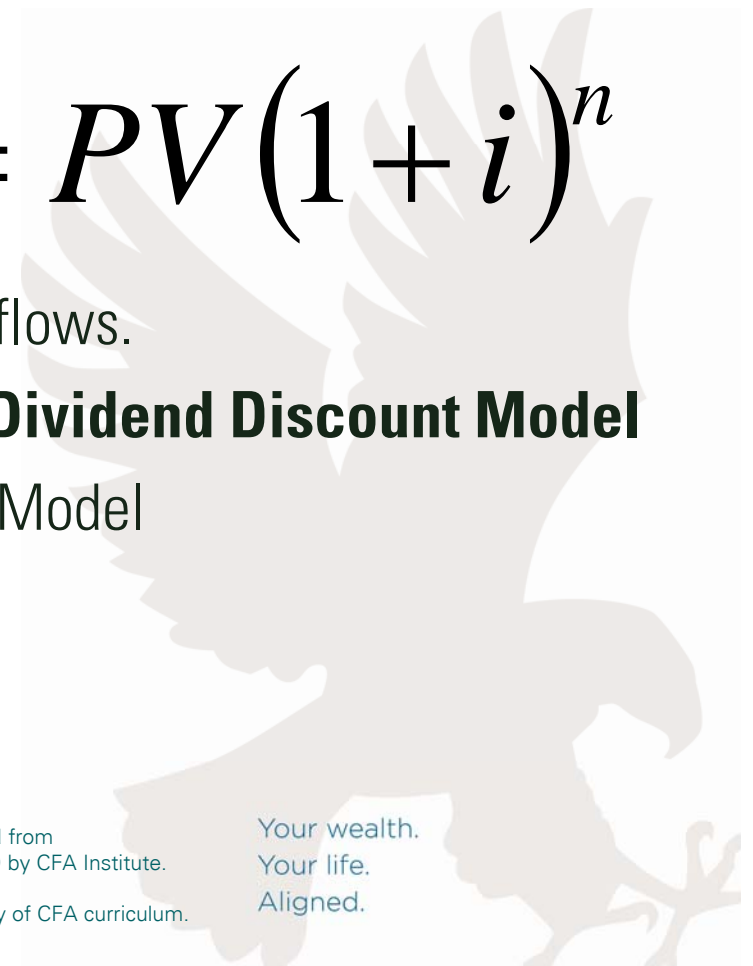 = PV(1 + i)ⁿ
flows.
Dividend Discount Model
Model
from
by CFA Institute.
y of CFA curriculum.
Your wealth.
Your life.
Aligned.